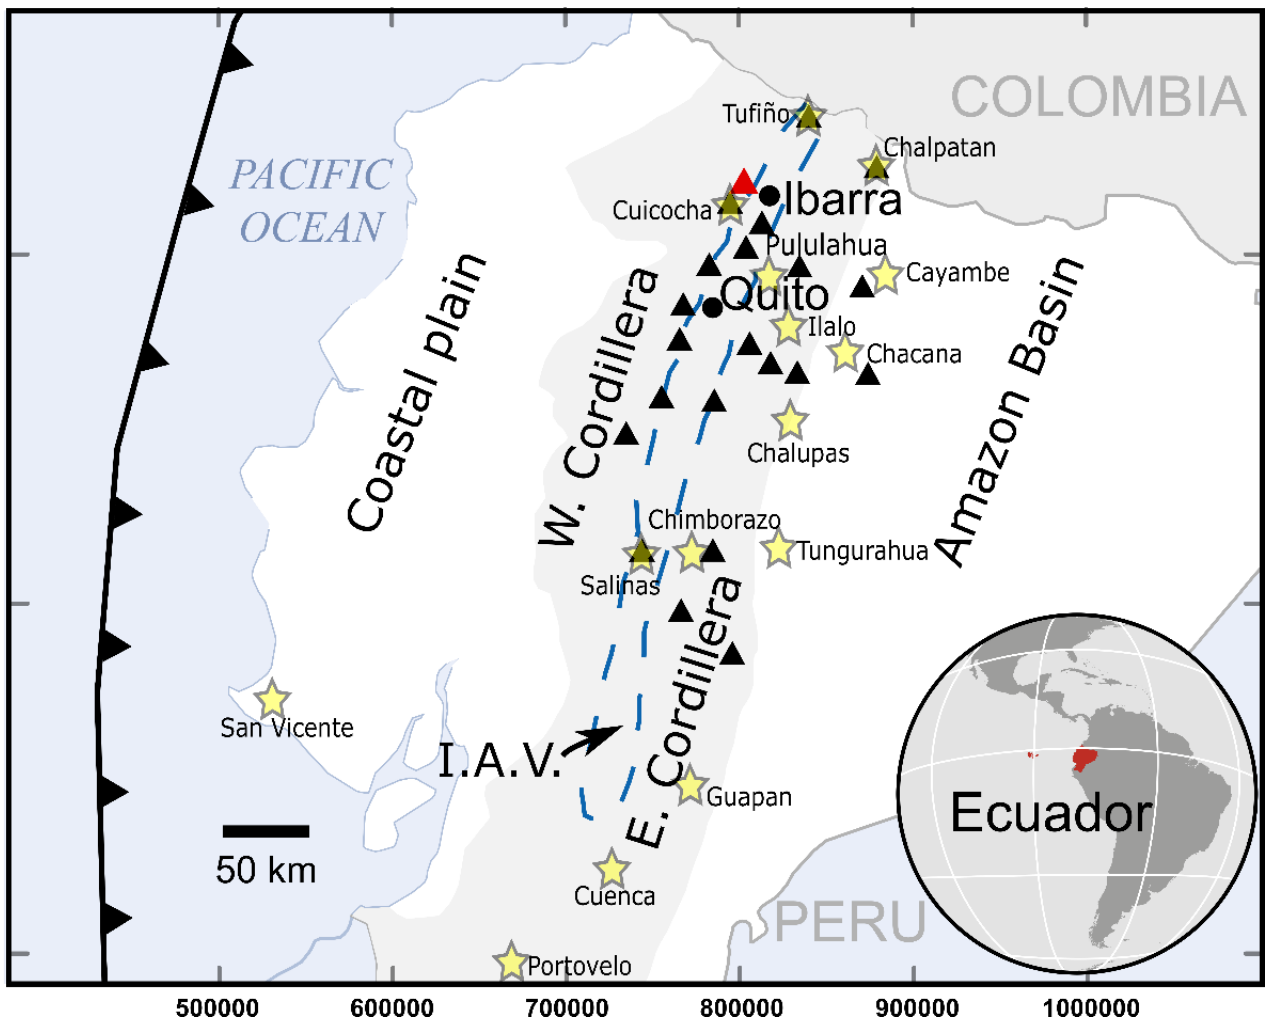 COLOMBIA
Tufiño
Chalpatan
PACIFIC
OCEAN
Ibarra
Cuicocha
Pululahua
Cayambe
Quito
Ilalo
Chacana
Coastal plain
W. Cordillera
Amazon Basin
Chalupas
Chimborazo
Tungurahua
Salinas
E. Cordillera
San Vicente
I.A.V.
Guapan
Ecuador
50 km
Cuenca
PERU
Portovelo
500000 600000 700000 800000 900000 1000000